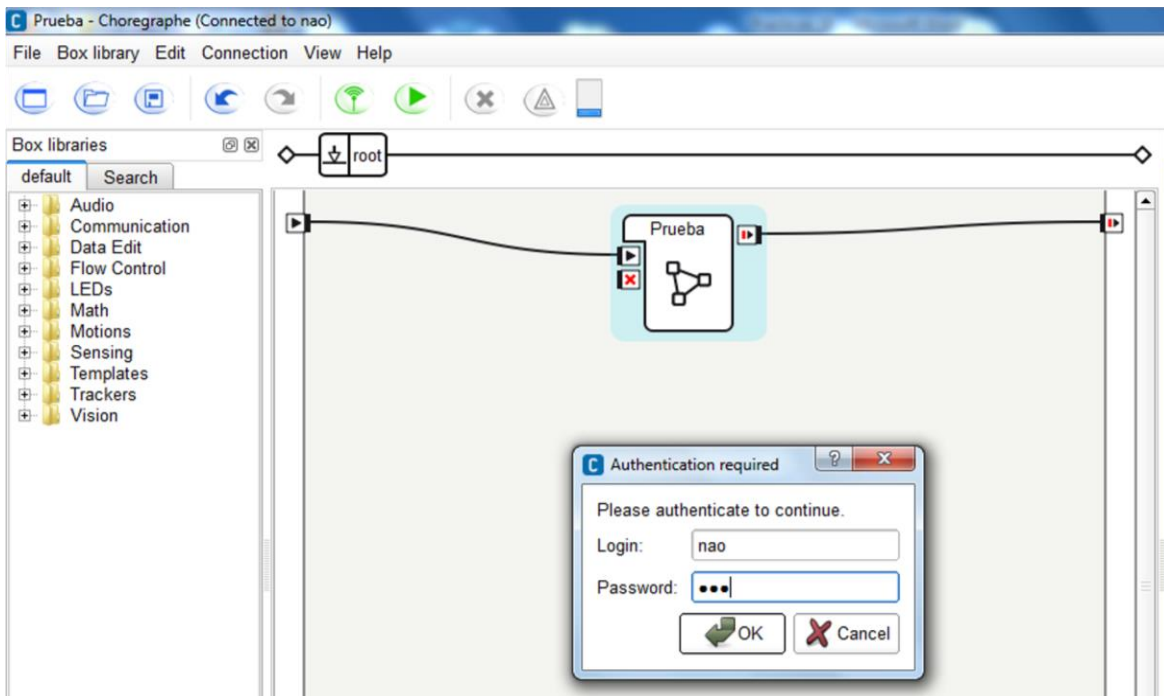 Prueba - Choregraphe (Connected to nao)
File Box library Edit Connection View Help
Box libraries
default Search
root
Audio
Communication
Data Edit
Flow Control
LEDs
Math
Motions
Sensing
Templates
Trackers
Vision
Prueba
Authentication required
Please authenticate to continue.
Login: nao
Password: •••
OK Cancel